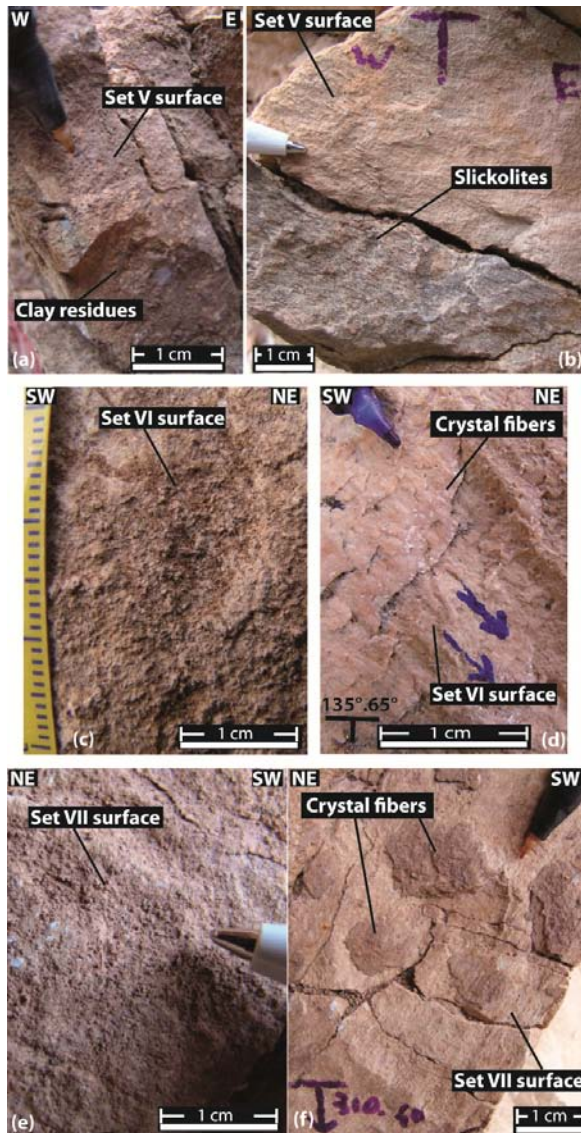 W E
Set V surface
Clay residues
1 cm
(a)
Set V surface
W T E
Slickolites
1 cm
(b)
SW NE
Set VI surface
1 cm
(c)
SW NE
Crystal fibers
Set VI surface
135°.65°
1 cm
(d)
NE SW
Set VII surface
1 cm
(e)
NE SW
Crystal fibers
Set VII surface
310.50
1 cm
(f)